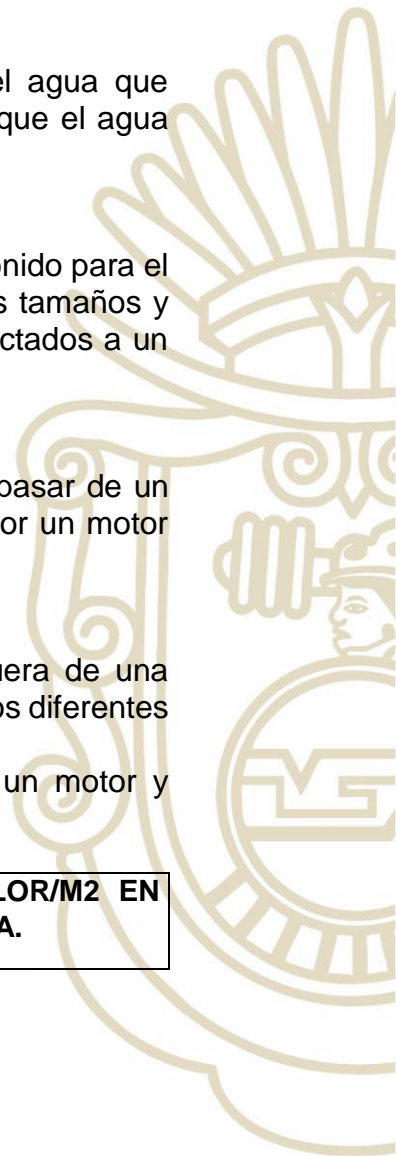 el agua que
que el agua
onido para el
s tamaños y
ctados a un
pasar de un
or un motor
uera de una
os diferentes
un motor y
LOR/M2 EN
A.